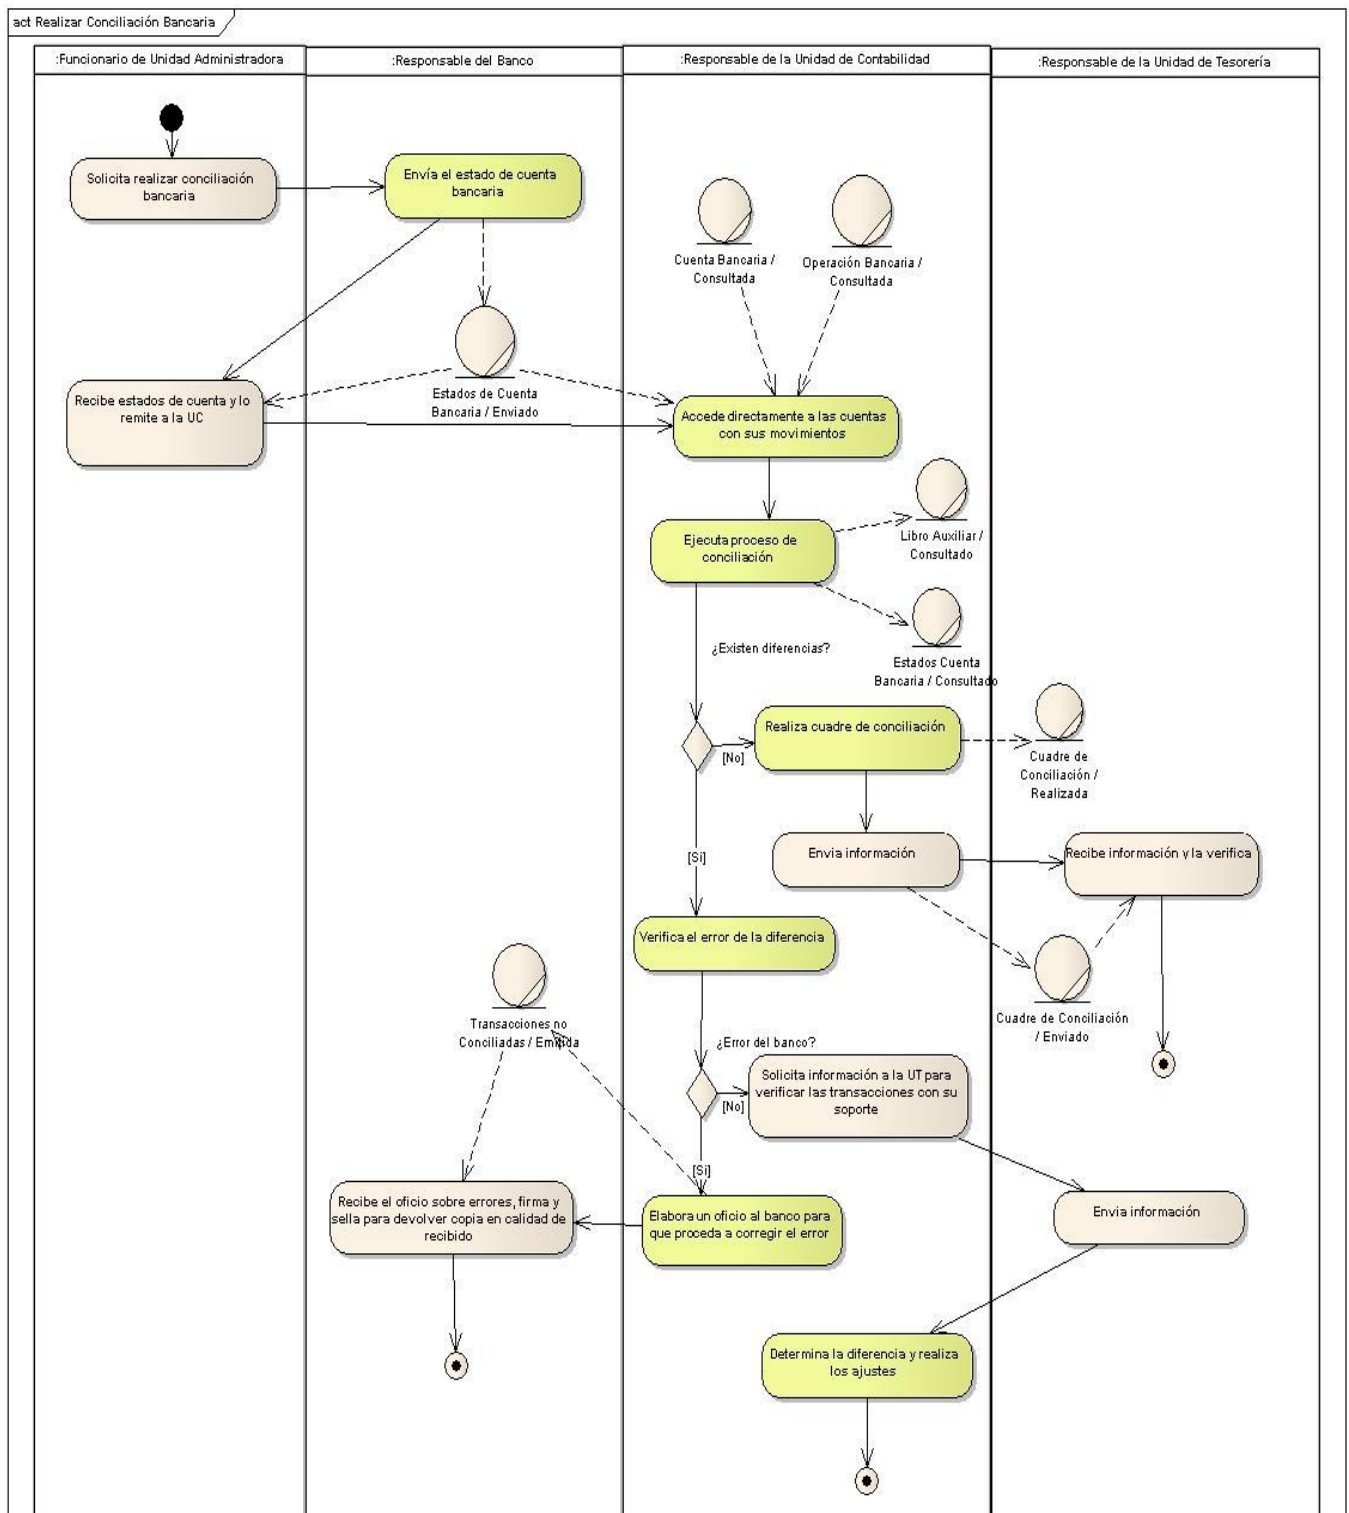 act Realizar Conciliación Bancaria
:Funcionario de Unidad Administradora
:Responsable del Banco
:Responsable de la Unidad de Contabilidad
:Responsable de la Unidad de Tesorería
Solicita realizar conciliación
bancaria
Envía el estado de cuenta
bancaria
Cuenta Bancaria /
Consultada
Operación Bancaria /
Consultada
Recibe estados de cuenta y lo
remite a la UC
Estados de Cuenta
Bancaria / Enviado
Accede directamente a las cuentas
con sus movimientos
Ejecuta proceso de
conciliación
Libro Auxiliar /
Consultado
¿Existen diferencias?
Estados Cuenta
Bancaria / Consultado
Realiza cuadre de conciliación
[No]
Cuadre de
Conciliación /
Realizada
[Si]
Envia información
Recibe información y la verifica
Verifica el error de la diferencia
Transacciones no
Conciliadas / Emitida
Cuadre de Conciliación
/ Enviado
¿Error del banco?
Solicita información a la UT para
verificar las transacciones con su
soporte
[No]
[Si]
Recibe el oficio sobre errores, firma y
sella para devolver copia en calidad de
recibido
Elabora un oficio al banco para
que proceda a corregir el error
Envia información
Determina la diferencia y realiza
los ajustes